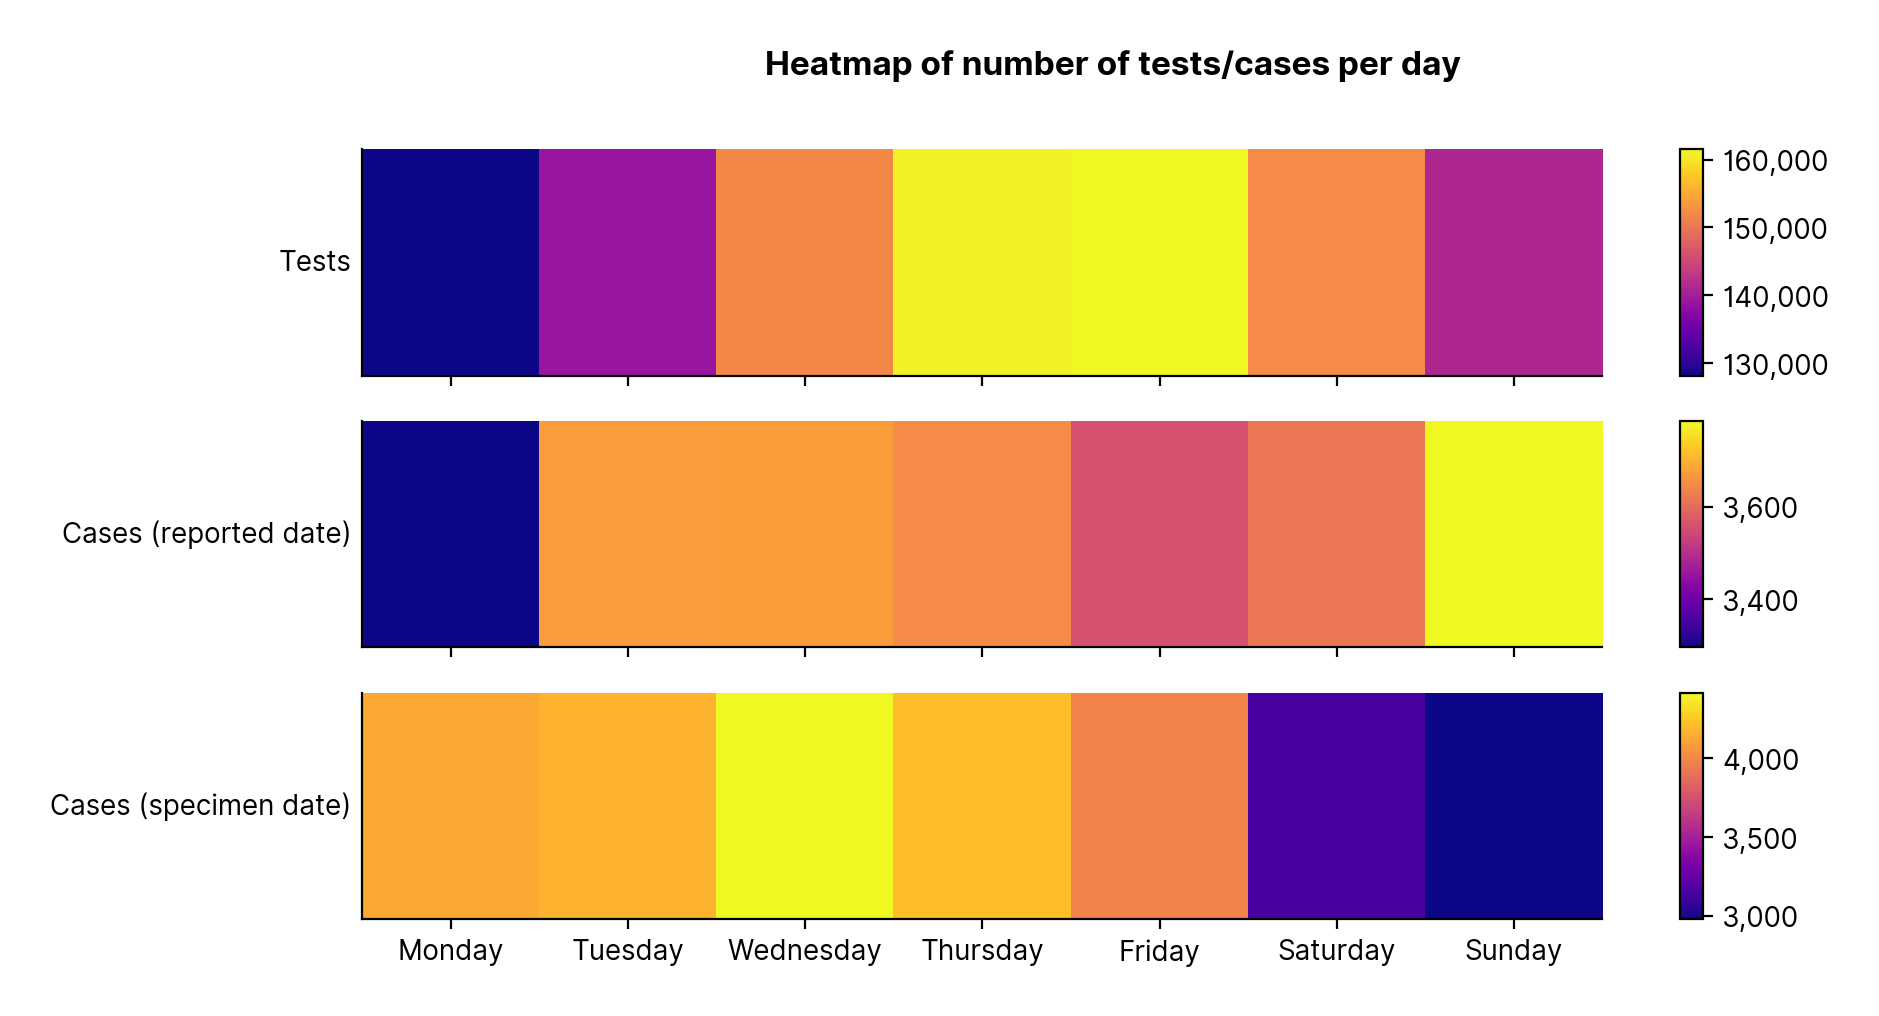 Heatmap of number of tests/cases per day
Tests
160,000
150,000
140,000
130,000
Cases (reported date)
3,600
3,400
Cases (specimen date)
4,000
3,500
3,000
Monday Tuesday Wednesday Thursday Friday Saturday Sunday